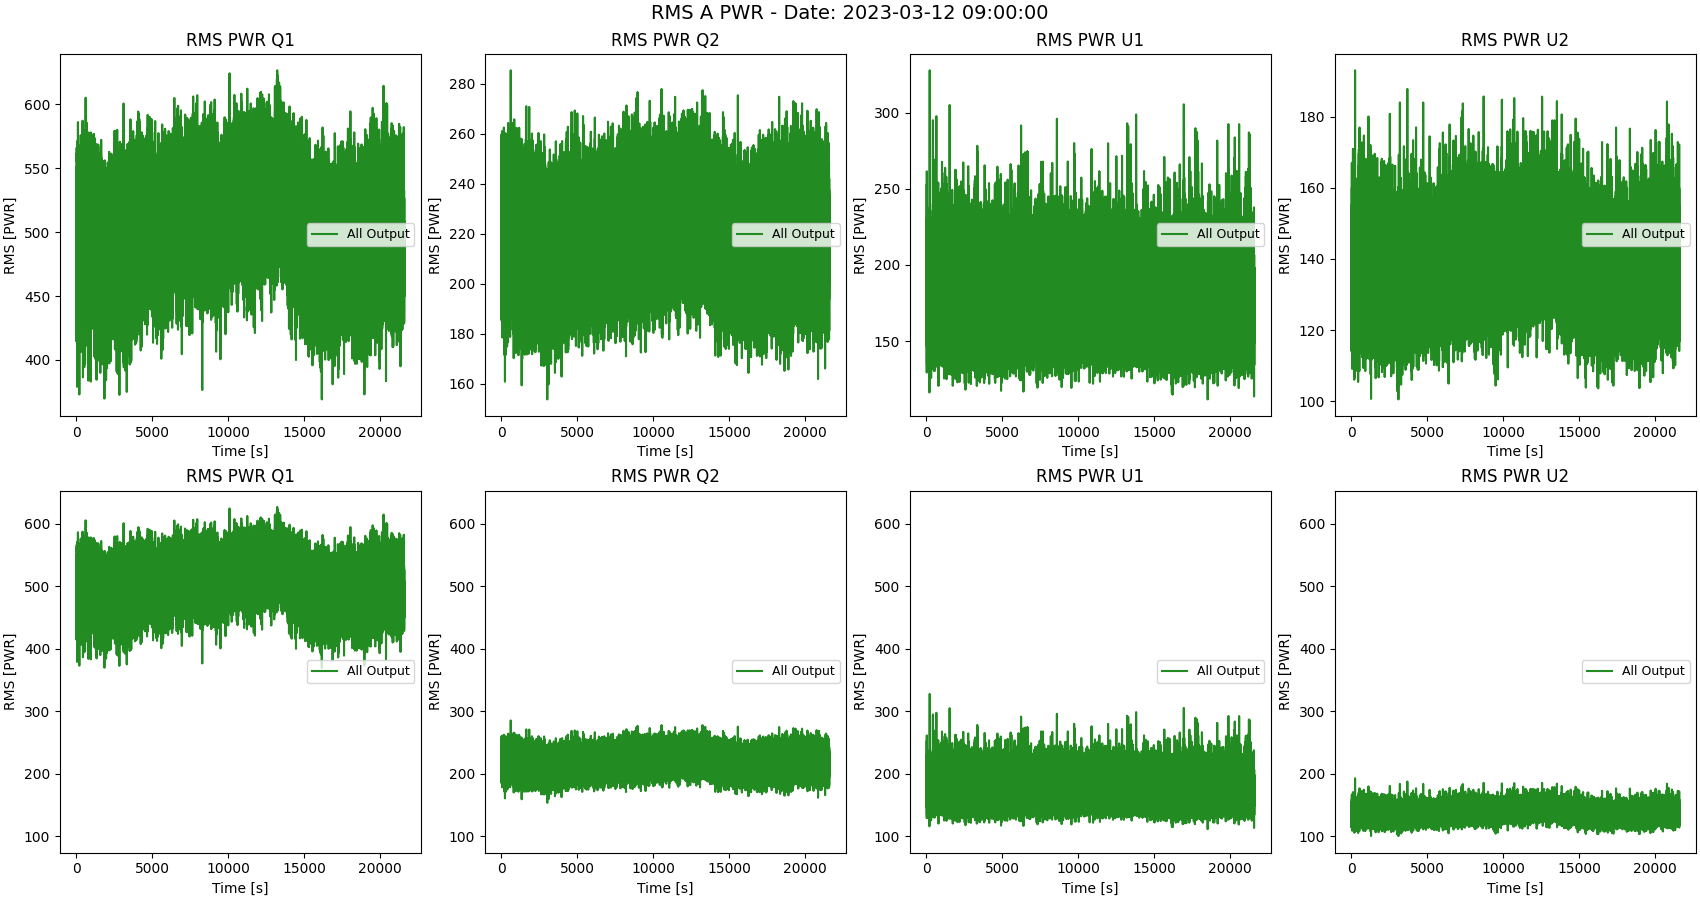 RMS A PWR - Date: 2023-03-12 09:00:00
RMS PWR Q1
RMS [PWR]
600
550
500
450
400
All Output
0 5000 10000 15000 20000
Time [s]
RMS PWR Q2
RMS [PWR]
280
260
240
220
200
180
160
All Output
0 5000 10000 15000 20000
Time [s]
RMS PWR U1
RMS [PWR]
300
250
200
150
All Output
0 5000 10000 15000 20000
Time [s]
RMS PWR U2
RMS [PWR]
180
160
140
120
100
All Output
0 5000 10000 15000 20000
Time [s]
RMS PWR Q1
RMS [PWR]
600
500
400
300
200
100
All Output
0 5000 10000 15000 20000
Time [s]
RMS PWR Q2
RMS [PWR]
600
500
400
300
200
100
All Output
0 5000 10000 15000 20000
Time [s]
RMS PWR U1
RMS [PWR]
600
500
400
300
200
100
All Output
0 5000 10000 15000 20000
Time [s]
RMS PWR U2
RMS [PWR]
600
500
400
300
200
100
All Output
0 5000 10000 15000 20000
Time [s]